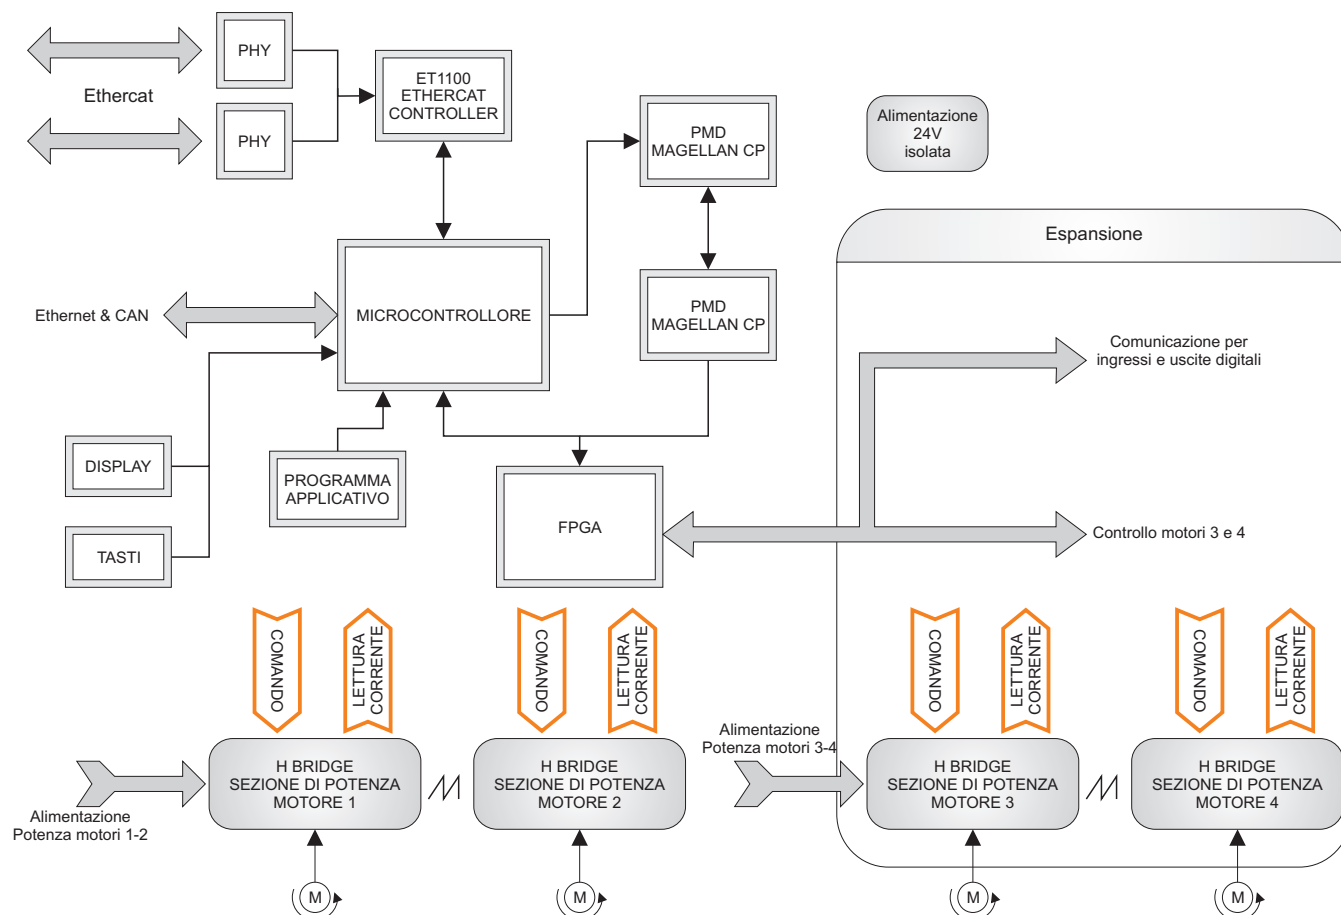 PHY
Ethercat
PHY
ET1100
ETHERCAT
CONTROLLER
PMD
MAGELLAN CP
Alimentazione
24V
isolata
Espansione
Ethernet & CAN
MICROCONTROLLORE
PMD
MAGELLAN CP
Comunicazione per
ingressi e uscite digitali
DISPLAY
PROGRAMMA
APPLICATIVO
TASTI
FPGA
Controllo motori 3 e 4
COMANDO
LETTURA
CORRENTE
COMANDO
LETTURA
CORRENTE
COMANDO
LETTURA
CORRENTE
COMANDO
LETTURA
CORRENTE
Alimentazione
Potenza motori 3-4
H BRIDGE
SEZIONE DI POTENZA
MOTORE 1
H BRIDGE
SEZIONE DI POTENZA
MOTORE 2
H BRIDGE
SEZIONE DI POTENZA
MOTORE 3
H BRIDGE
SEZIONE DI POTENZA
MOTORE 4
Alimentazione
Potenza motori 1-2
M
M
M
M